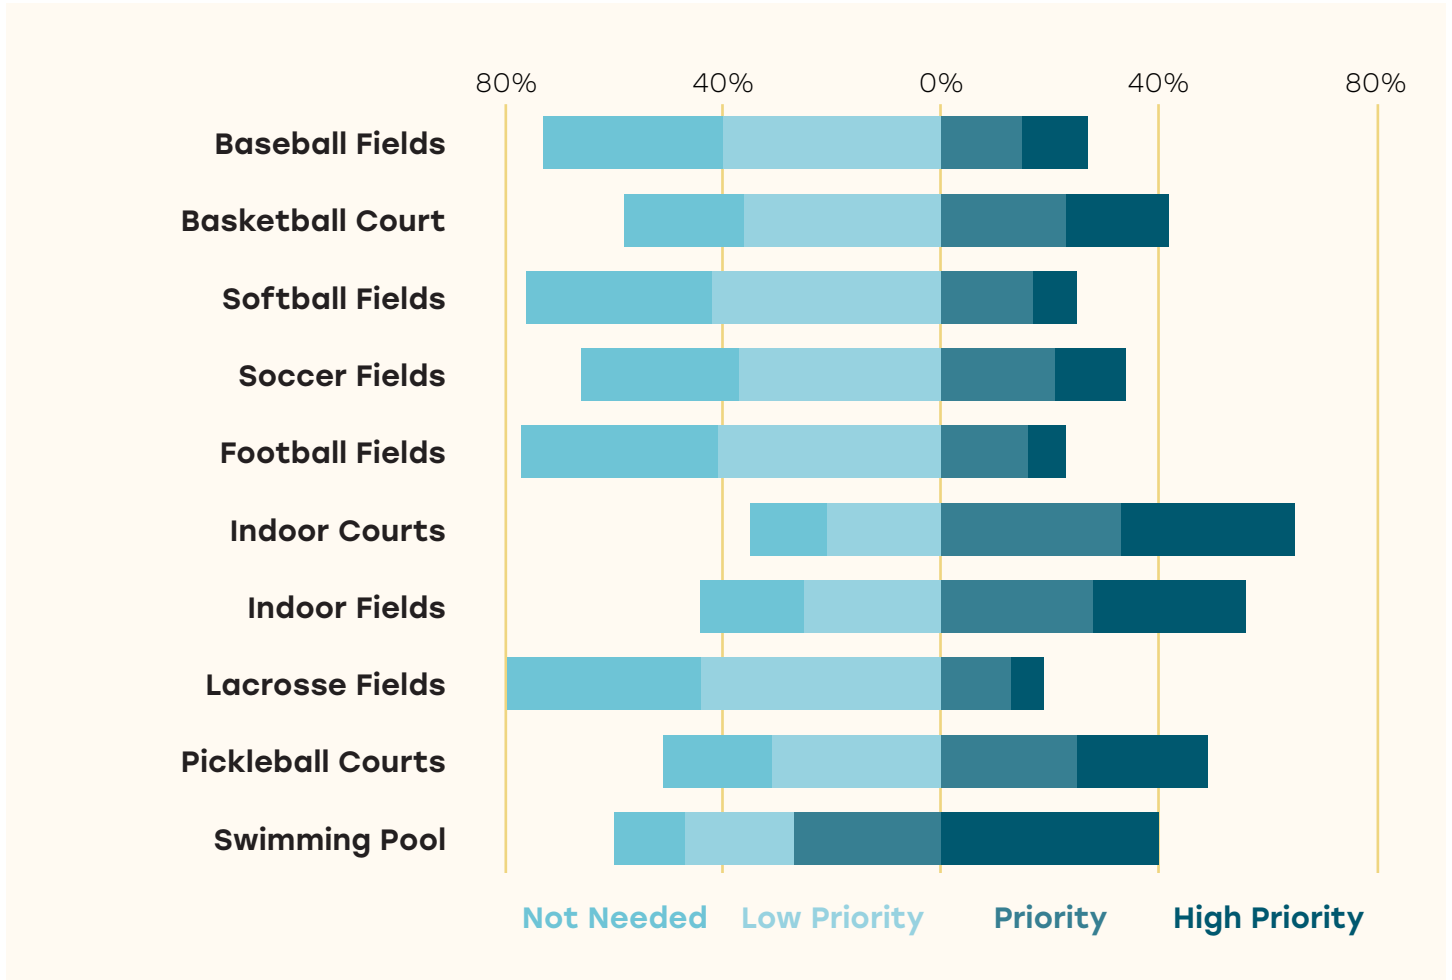 80% 40% 0% 40% 80%
Baseball Fields
Basketball Court
Softball Fields
Soccer Fields
Football Fields
Indoor Courts
Indoor Fields
Lacrosse Fields
Pickleball Courts
Swimming Pool
Not Needed Low Priority Priority High Priority